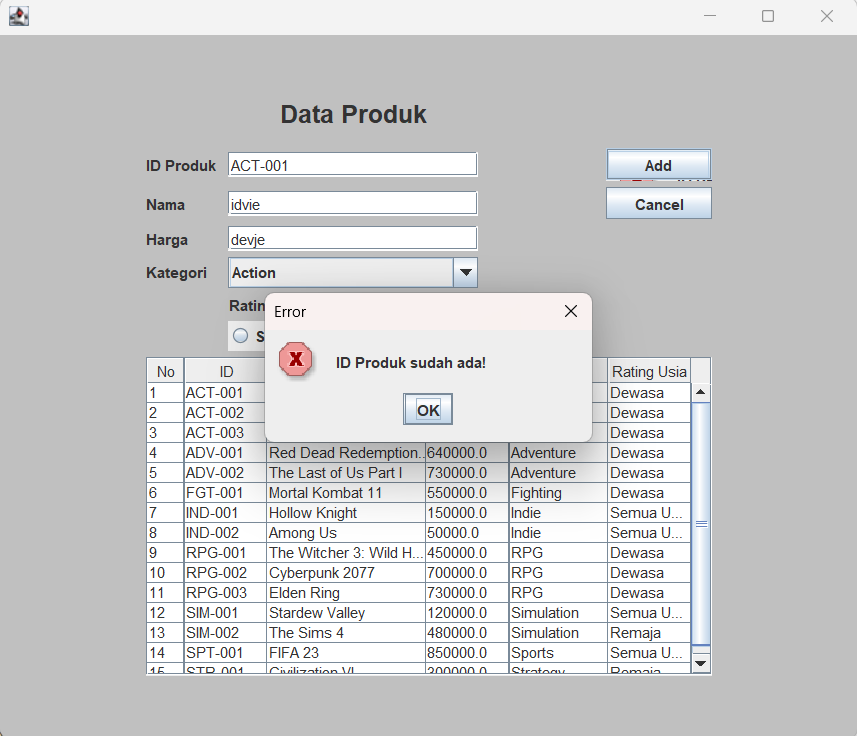 Data Produk
ID Produk ACT-001 Add
Nama idvie Cancel
Harga devje
Kategori Action
Ratin
S
Error
ID Produk sudah ada!
OK
No ID Rating Usia
1 ACT-001 Dewasa
2 ACT-002 Dewasa
3 ACT-003 Dewasa
4 ADV-001 Red Dead Redemption... 640000.0 Adventure Dewasa
5 ADV-002 The Last of Us Part I 730000.0 Adventure Dewasa
6 FGT-001 Mortal Kombat 11 550000.0 Fighting Dewasa
7 IND-001 Hollow Knight 150000.0 Indie Semua U...
8 IND-002 Among Us 50000.0 Indie Semua U...
9 RPG-001 The Witcher 3: Wild H... 450000.0 RPG Dewasa
10 RPG-002 Cyberpunk 2077 700000.0 RPG Dewasa
11 RPG-003 Elden Ring 730000.0 RPG Dewasa
12 SIM-001 Stardew Valley 120000.0 Simulation Semua U...
13 SIM-002 The Sims 4 480000.0 Simulation Remaja
14 SPT-001 FIFA 23 850000.0 Sports Semua U...
15 STR-001 Civilization VI 300000.0 Strategy Remaja